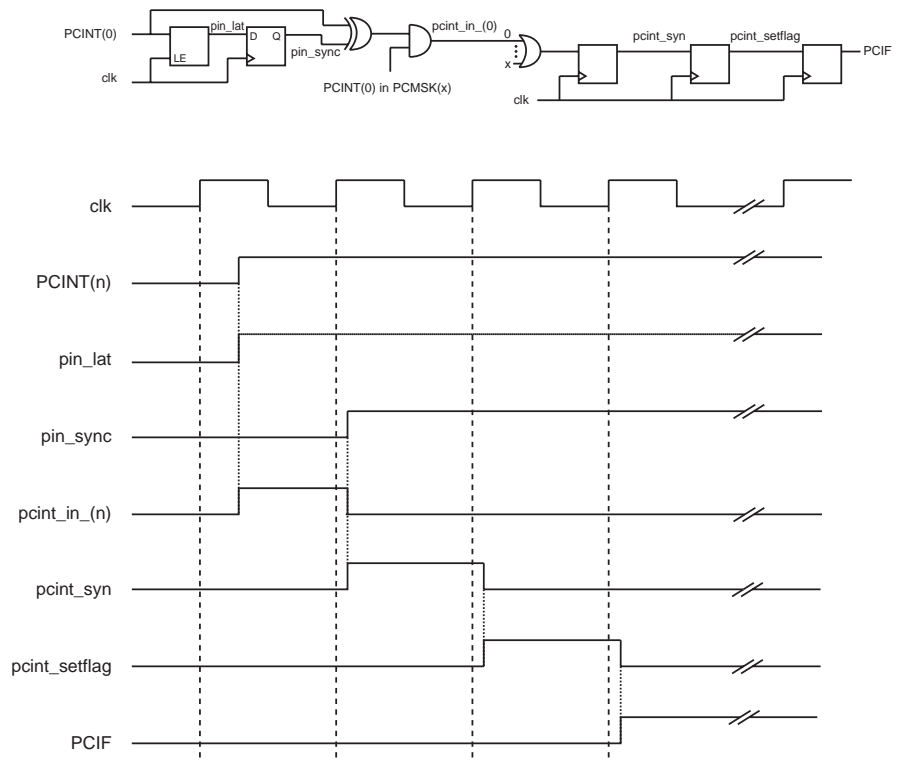 PCINT(0)
pin_lat
D Q
LE
pin_sync
clk
pcint_in_(0)
0
x
PCINT(0) in PCMSK(x)
pcint_syn
pcint_setflag
PCIF
clk
clk
PCINT(n)
pin_lat
pin_sync
pcint_in_(n)
pcint_syn
pcint_setflag
PCIF